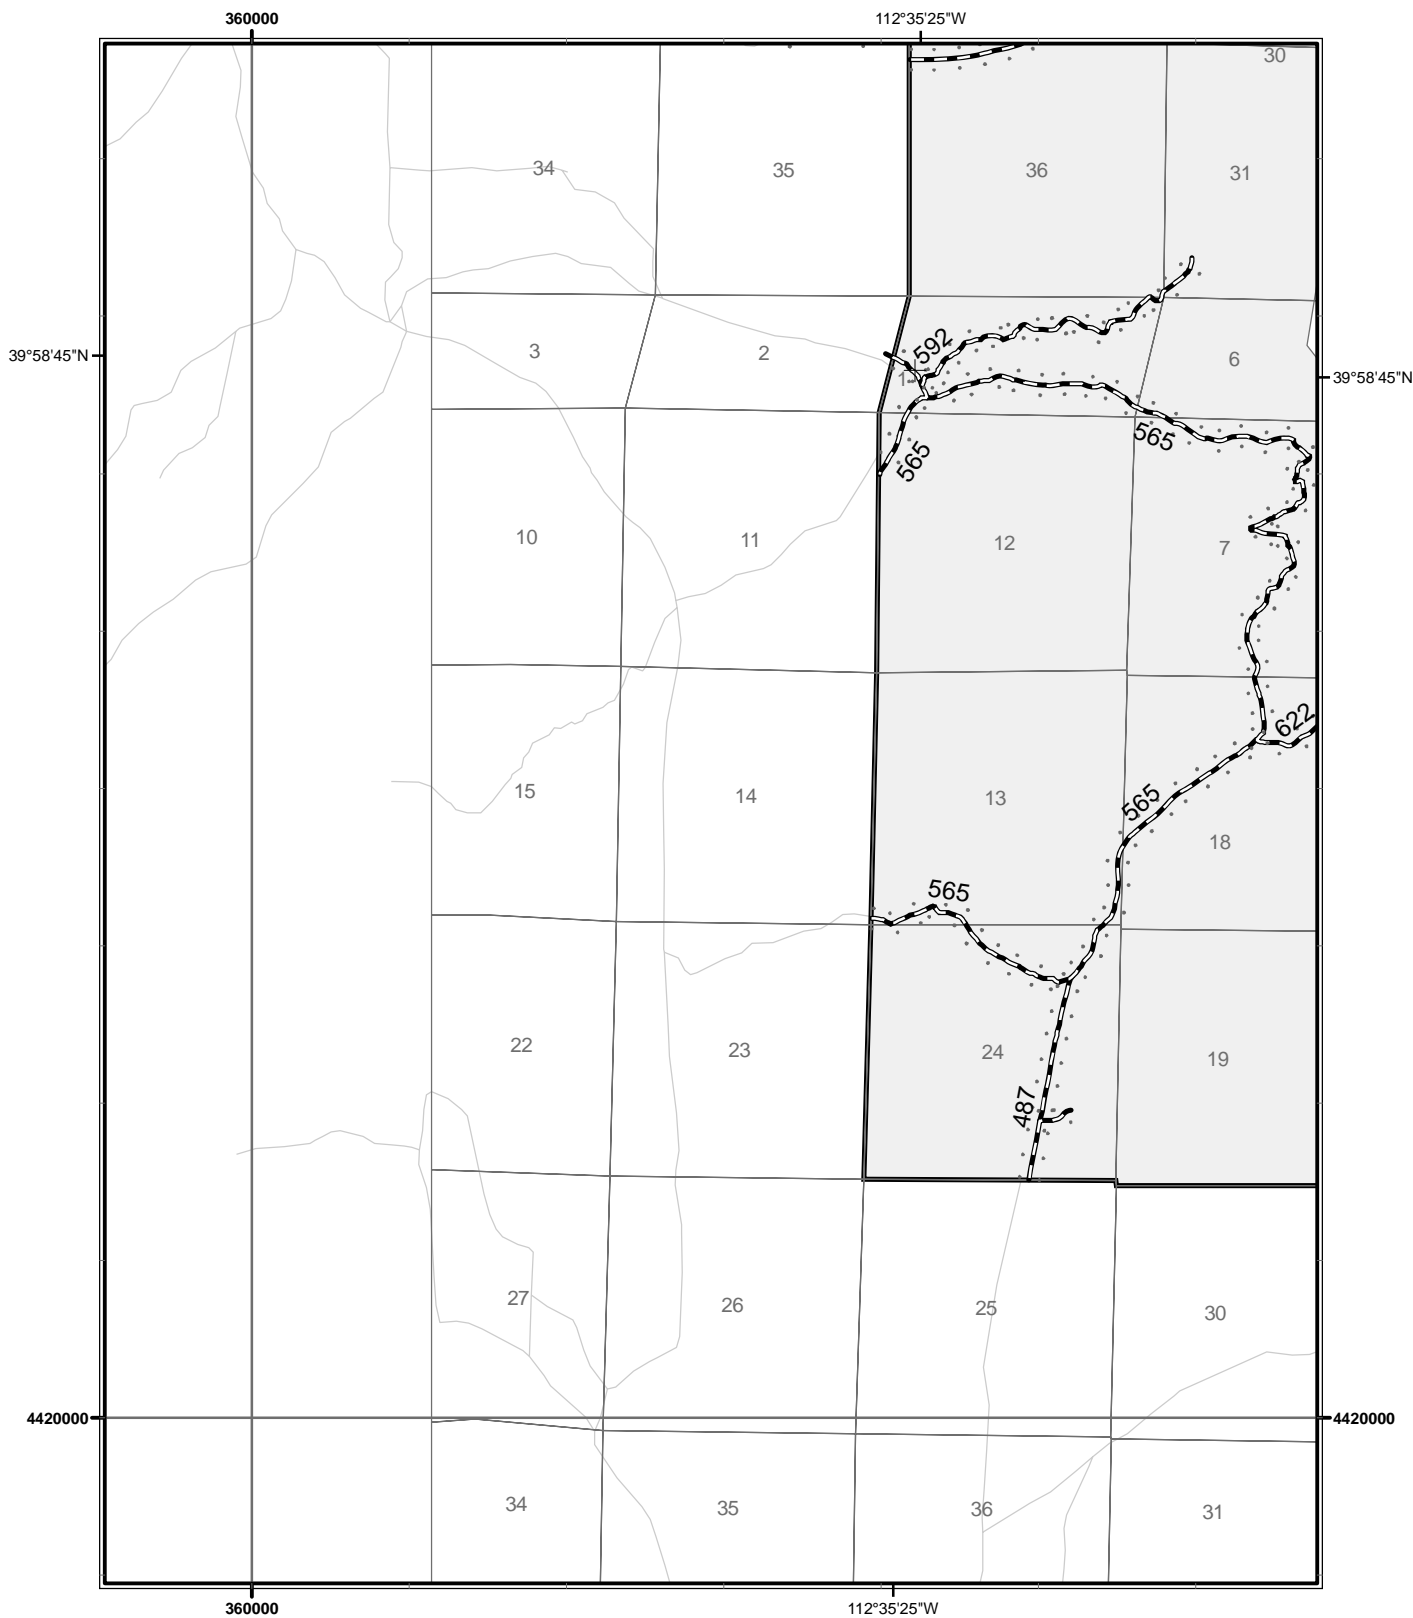 360000 112°35'25"W
30
34 35 36 31
39°58'45"N 3 2 592 6
1 39°58'45"N
565 565
10 11 12 7
622
15 14 13 565 18
565
22 23 24 19
487
27 26 25 30
4420000 4420000
34 35 36 31
360000 112°35'25"W